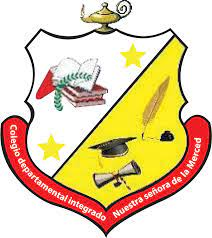 Colegio departamental integrado
Nuestra señora de la Merced